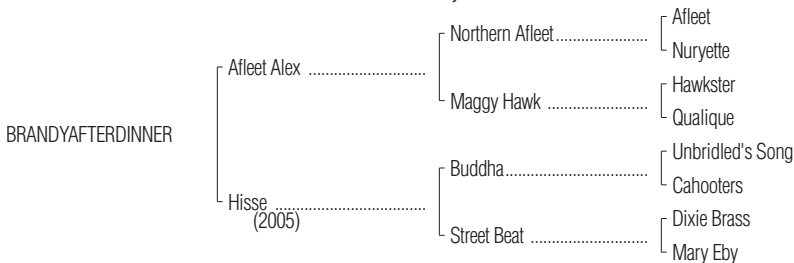 Afleet
Northern Afleet......................
Nuryette
Afleet Alex ............................
Hawkster
Maggy Hawk ........................
Qualique
BRANDYAFTERDINNER
Unbridled's Song
Buddha..................................
Cahooters
Hisse ....................................
(2005)
Dixie Brass
Street Beat ............................
Mary Eby